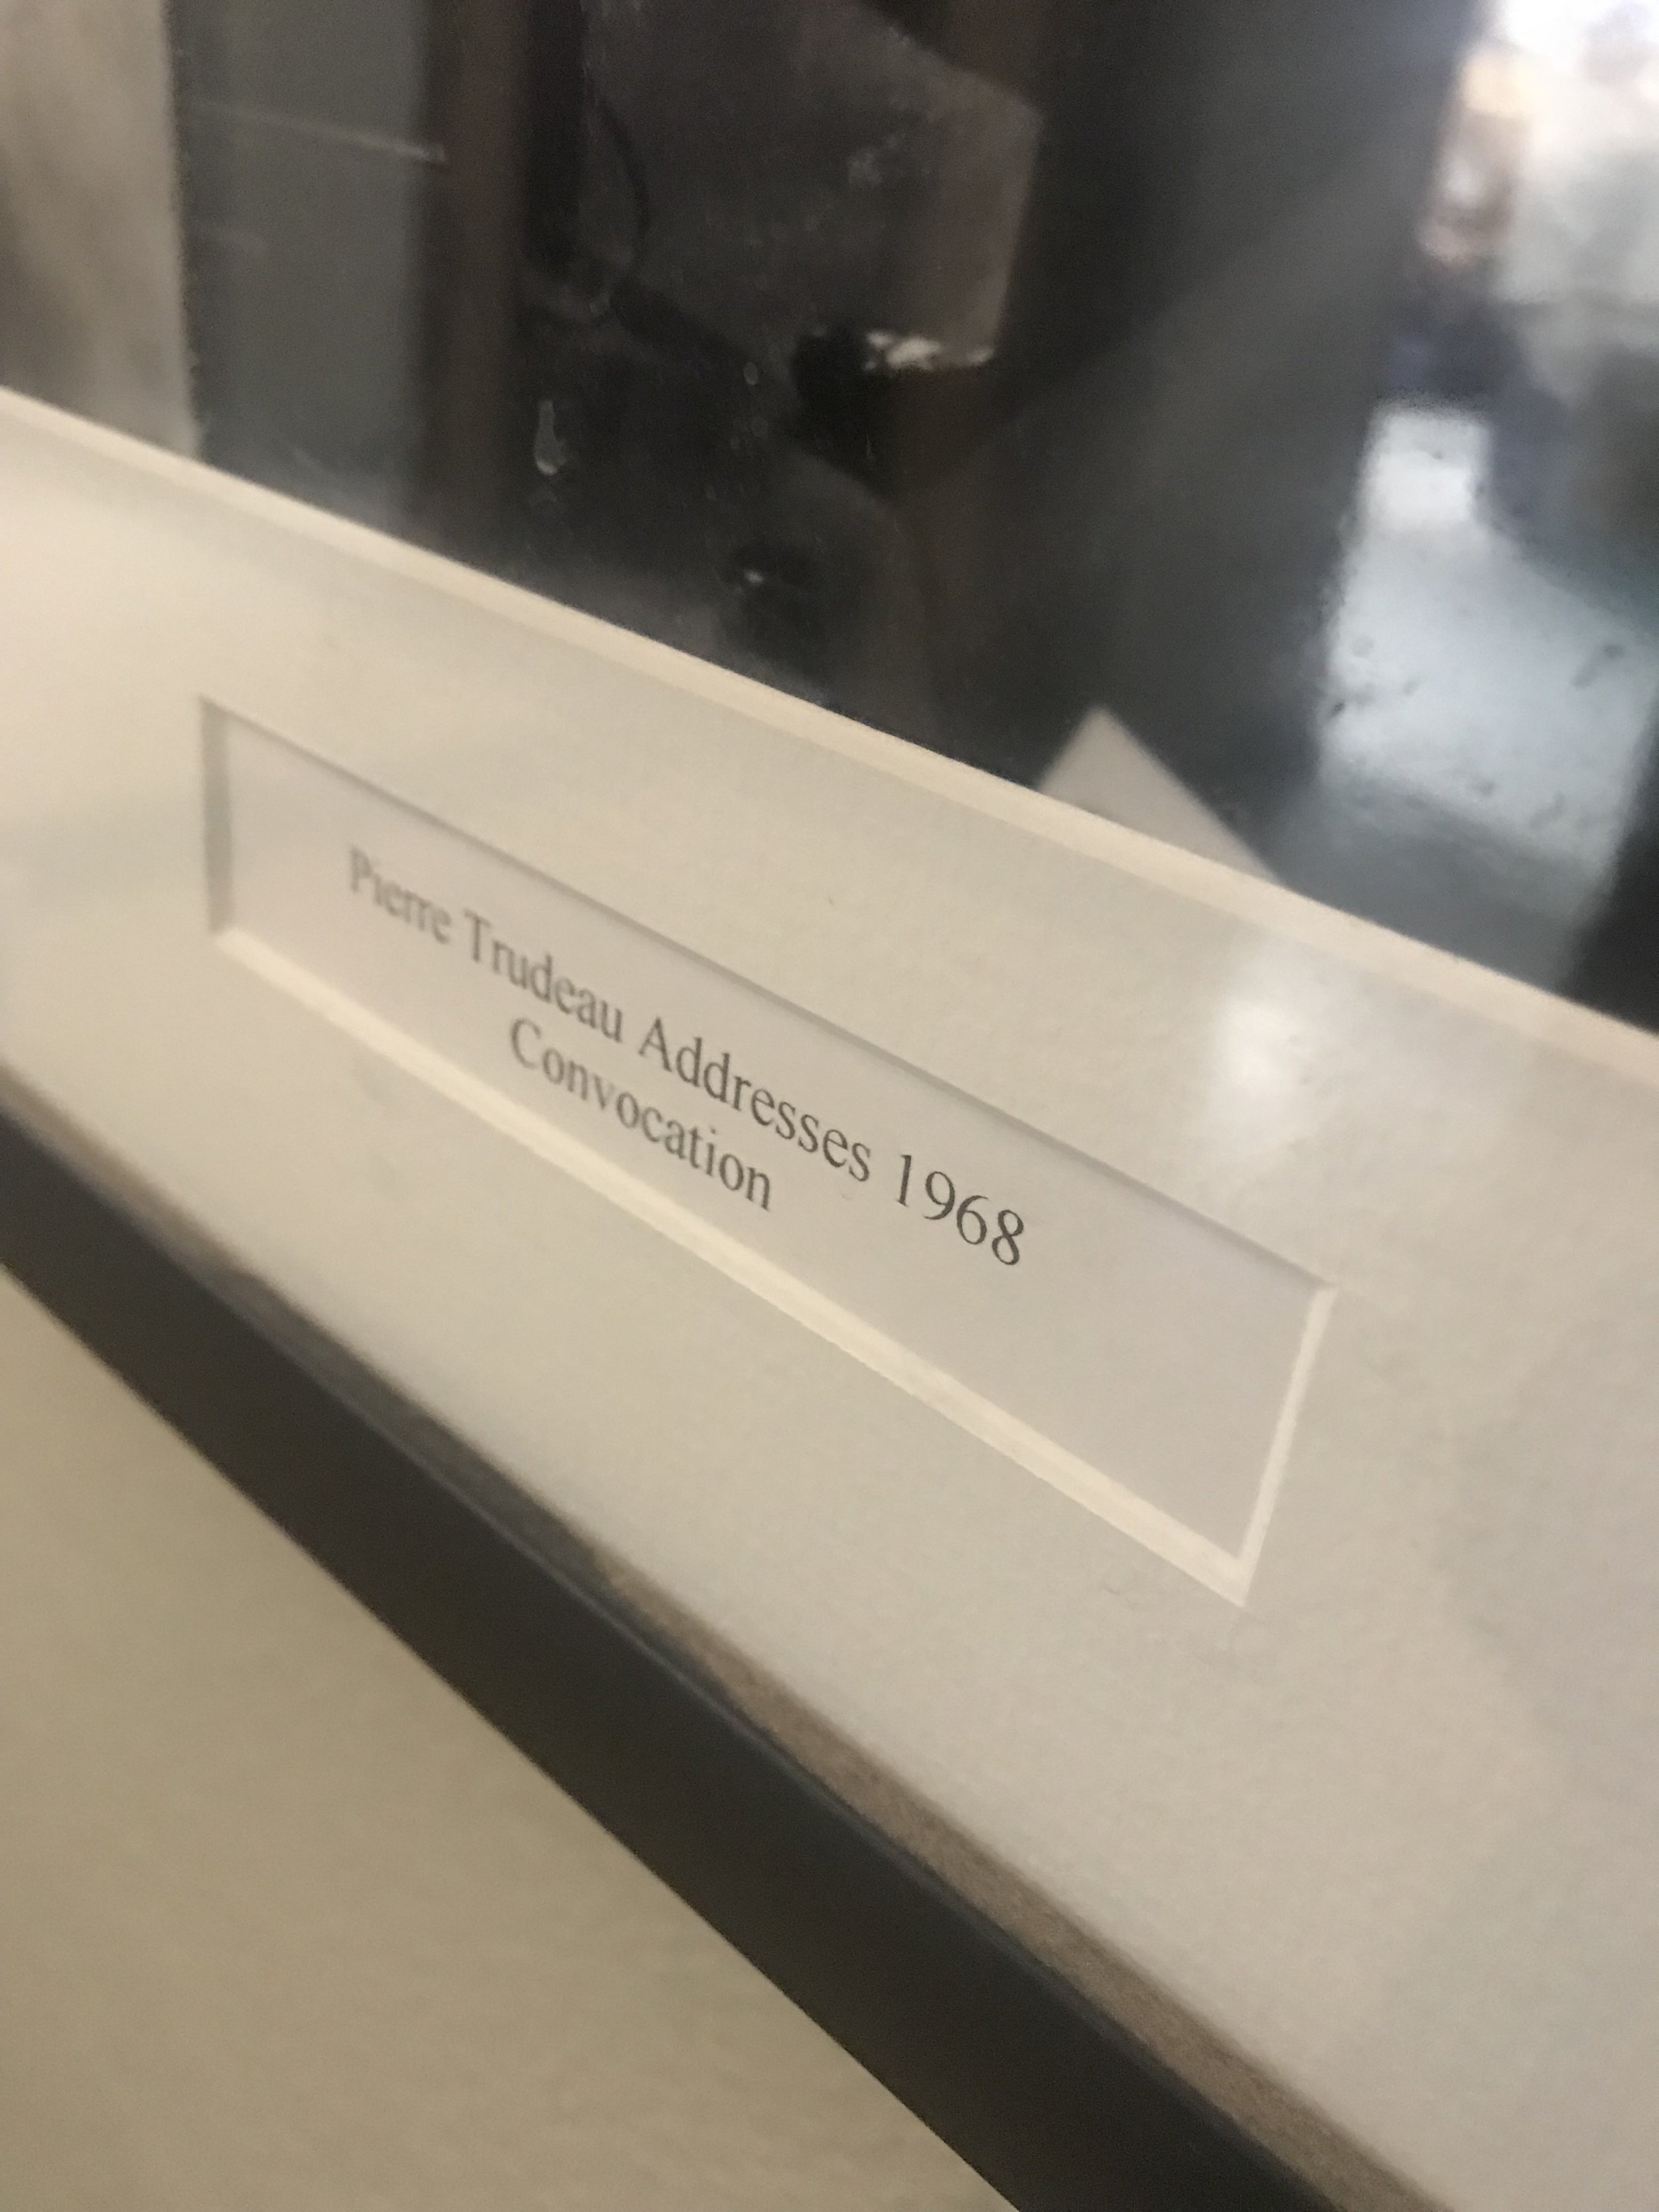 Pierre Trudeau Addresses 1968
Convocation